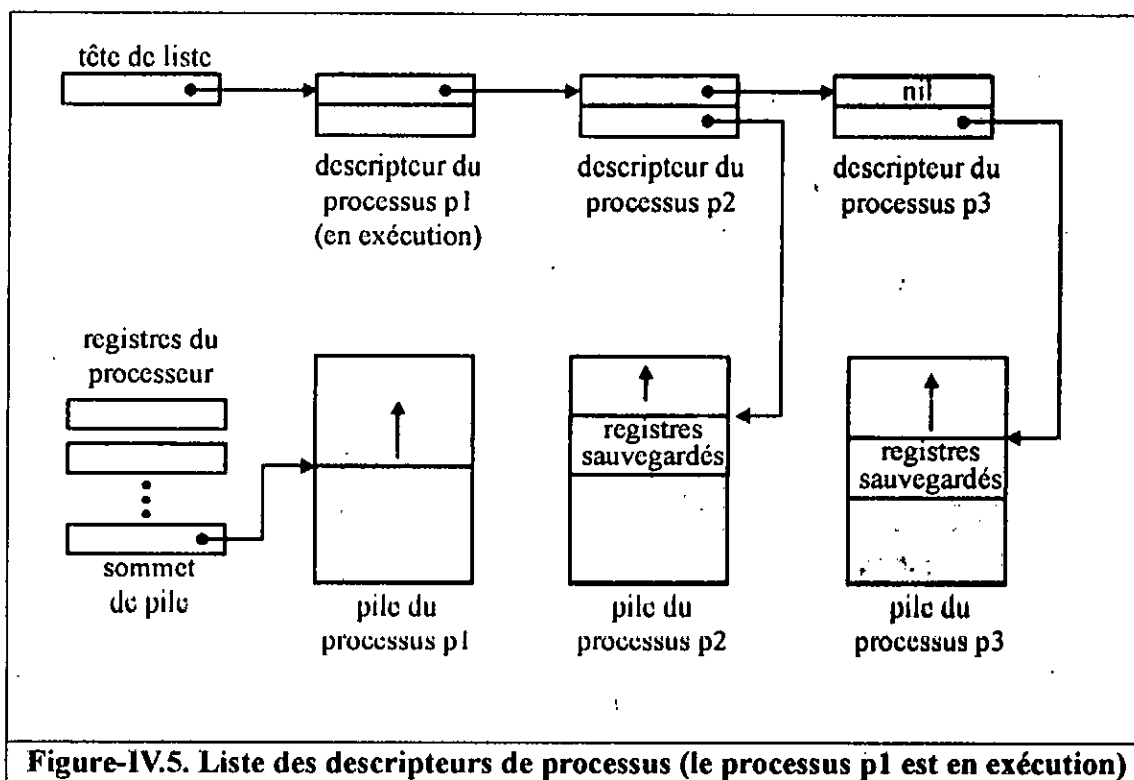 tête de liste
nil
descripteur du
processus p1
(en exécution)
descripteur du
processus p2
descripteur du
processus p3
registres du
processeur
registres
sauvegardés
registres
sauvegardés
sommet
de pile
pile du
processus p1
pile du
processus p2
pile du
processus p3
Figure-IV.5. Liste des descripteurs de processus (le processus p1 est en exécution)